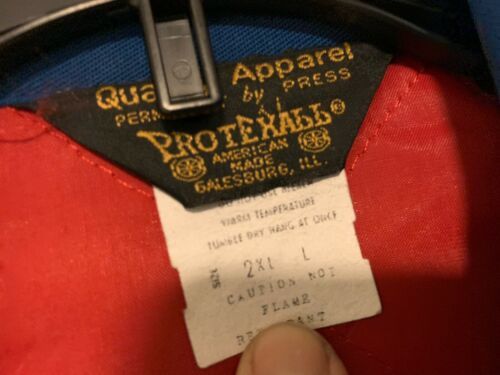 Apparel
by PRESS
PROTEXALL®
AMERICAN
MADE
GALESBURG, ILL.
WARM TEMPERATURE
TUMBLE DRY HANG AT ONCE
2XL L
CAUTION NOT
FLAME